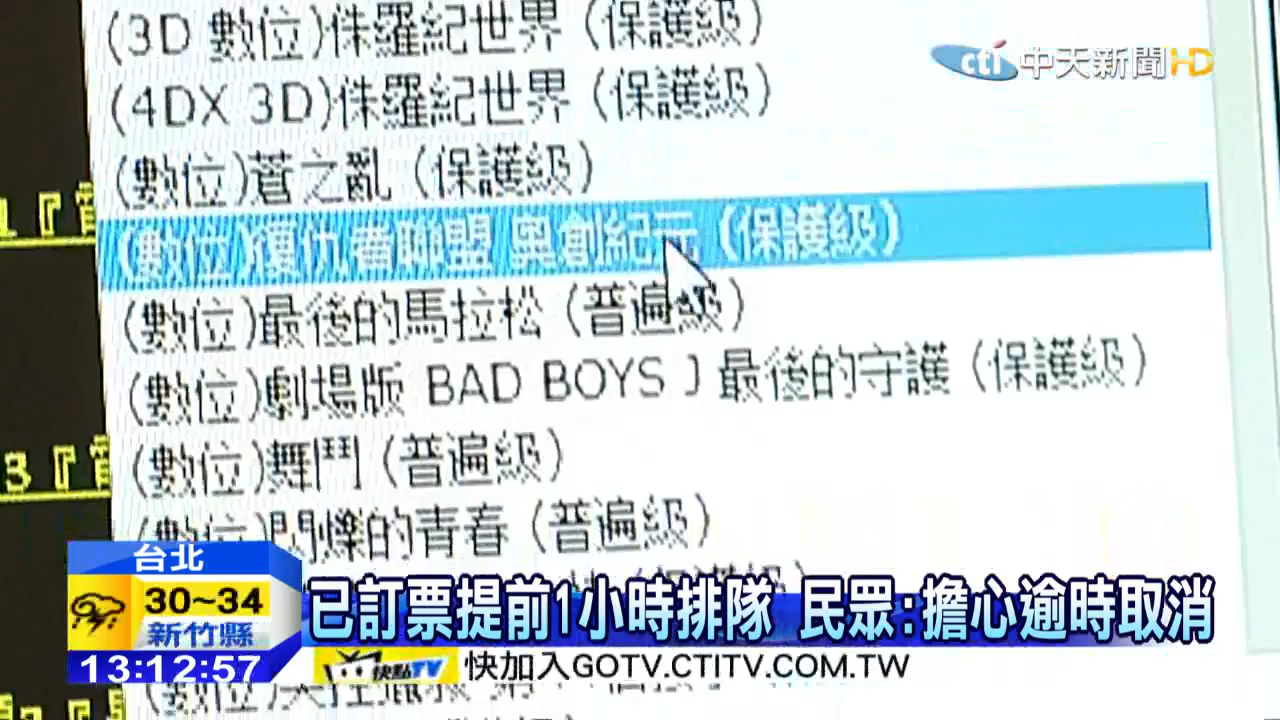 (3D 數位)侏羅紀世界 (保護級)
cti 中天新聞HD
(4DX 3D)侏羅紀世界 (保護級)
(數位)蒼之亂 (保護級)
(數位)復仇者聯盟 奧創紀元 (保護級)
(數位)最後的馬拉松 (普遍級)
(數位)劇場版 BAD BOYS J 最後的守護 (保護級)
(數位)舞鬥 (普遍級)
(數位)閃爍的青春 (普遍級)
台北
30~34
新竹縣
13:12:57
已訂票提前1小時排隊 民眾:擔心逾時取消
快點TV 快加入GOTV.CTITV.COM.TW
(數位)